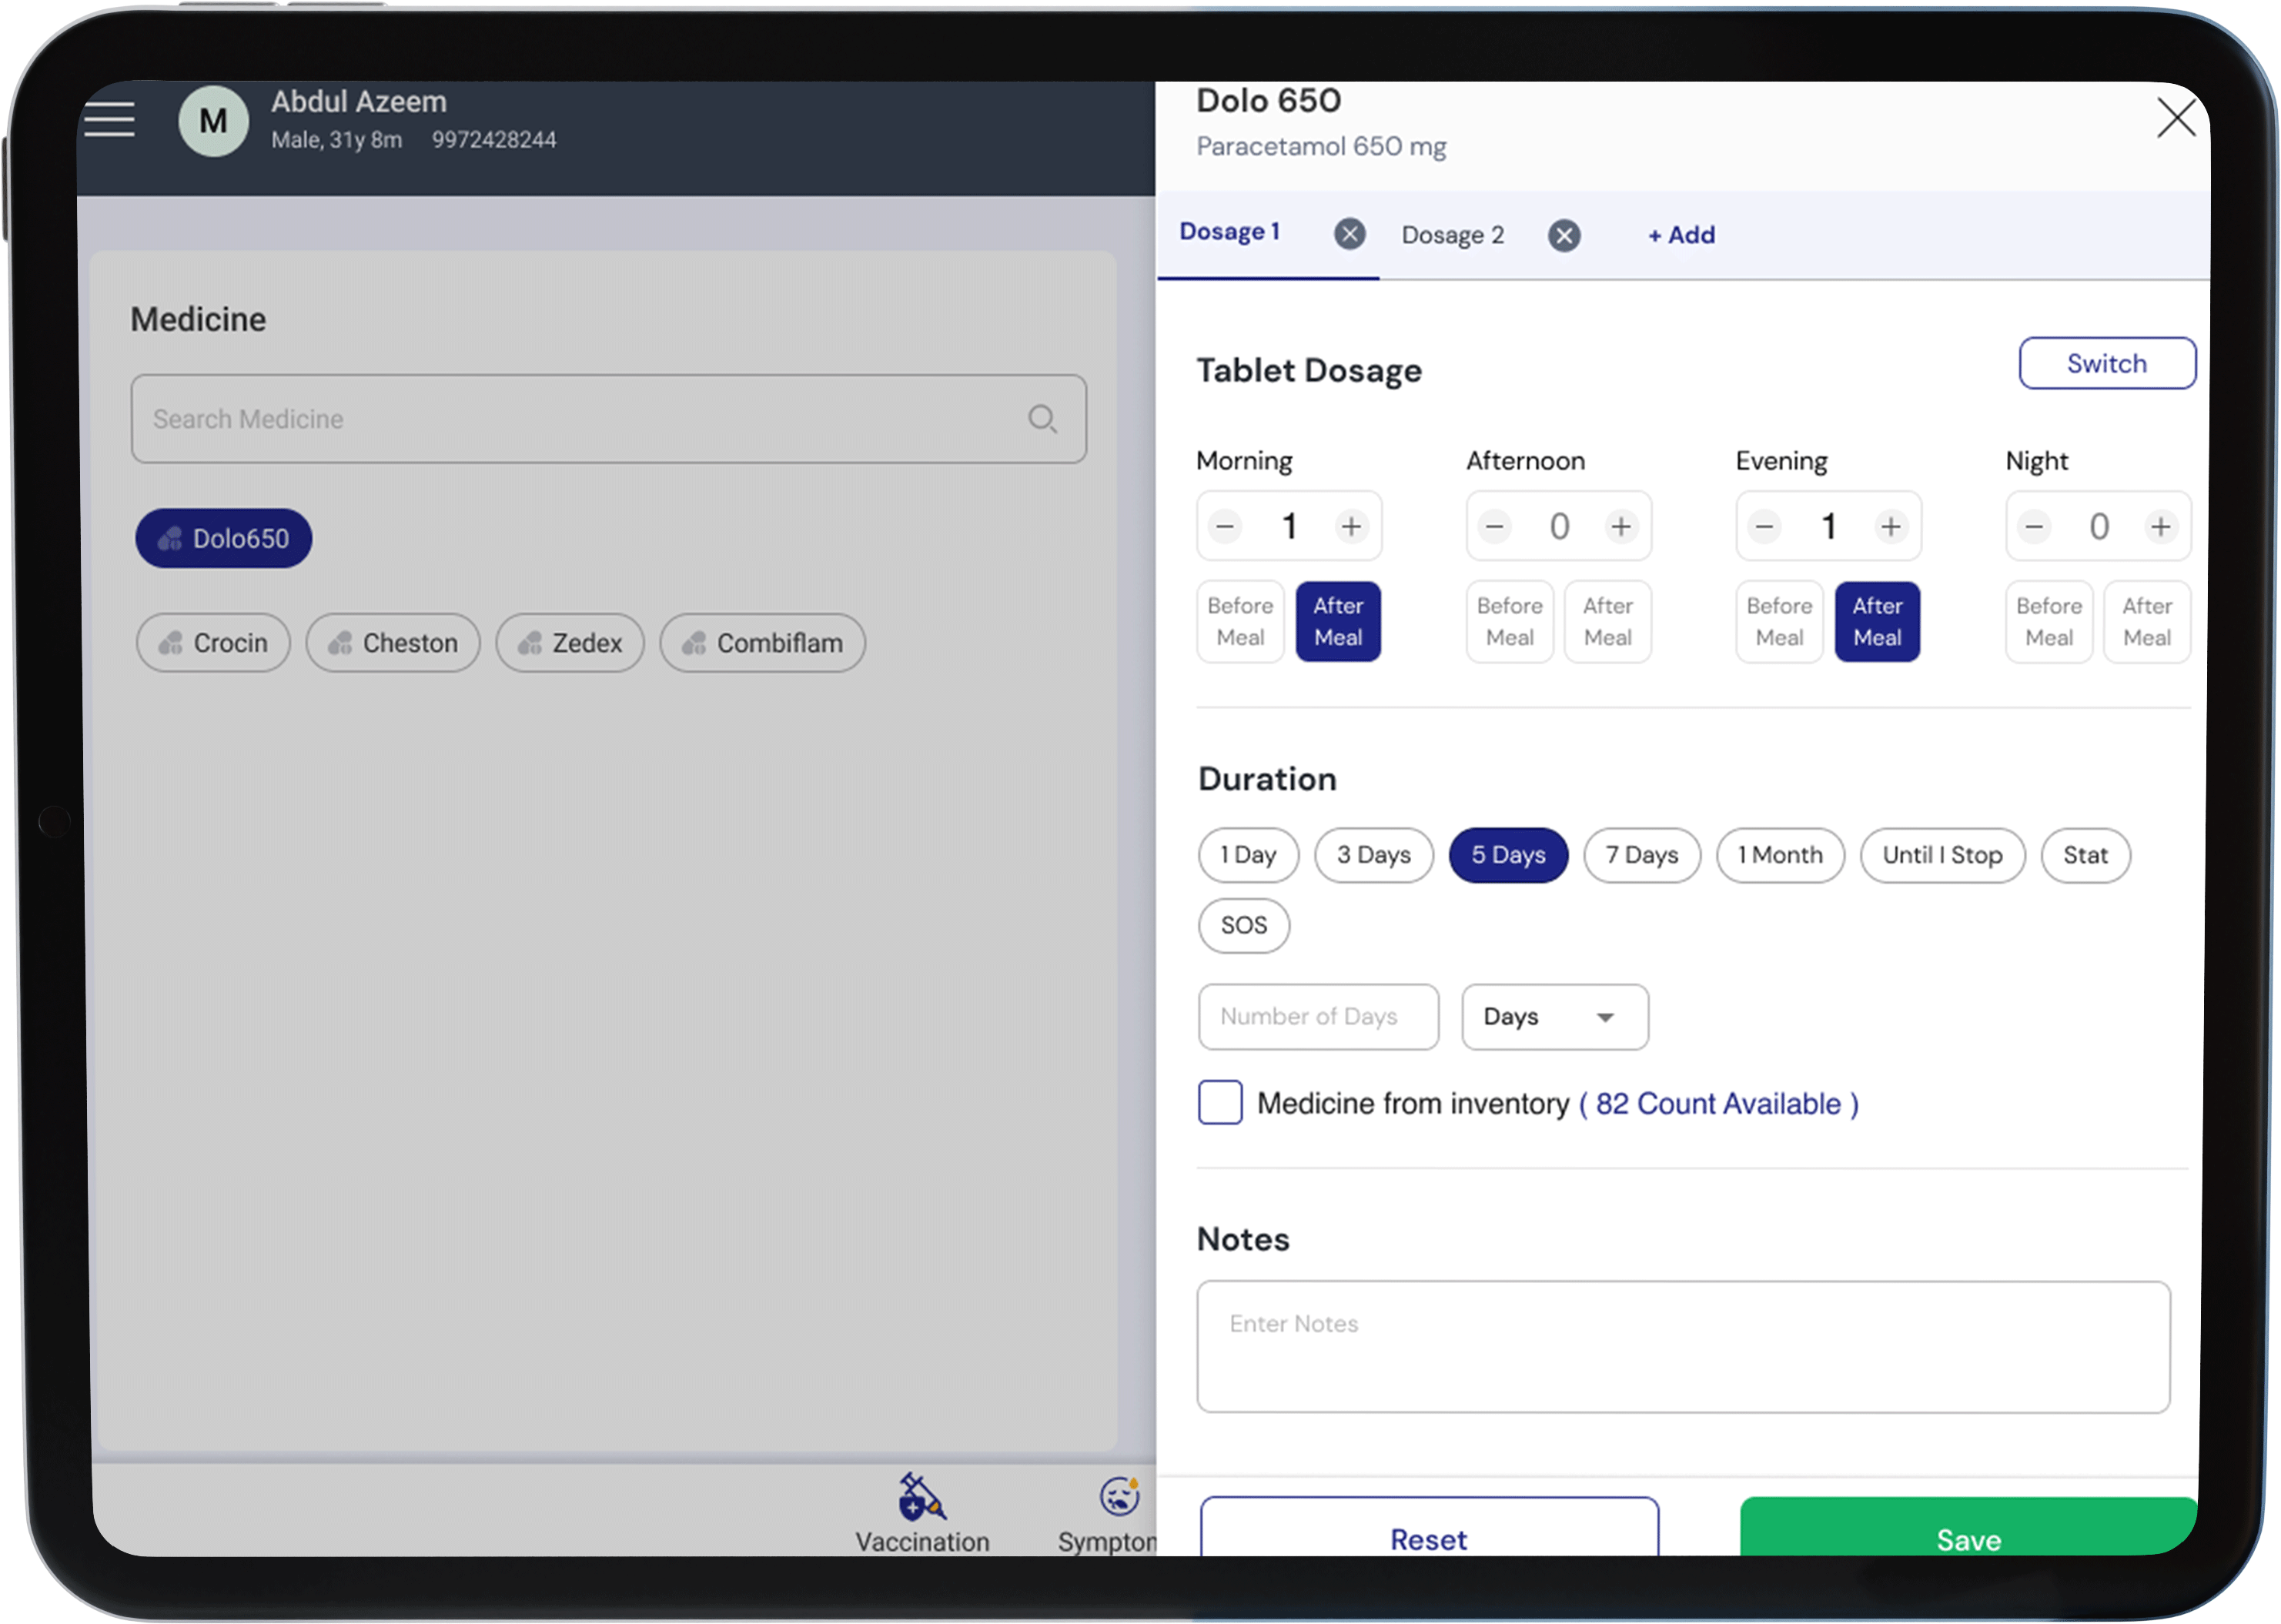 M
Abdul Azeem
Male, 31y 8m 9972428244
Medicine
Search Medicine
Dolo650
Crocin Cheston Zedex Combiflam
Vaccination Symptom
Dolo 650
Paracetamol 650 mg
Dosage 1 Dosage 2 + Add
Tablet Dosage Switch
Morning Afternoon Evening Night
− 1 + − 0 + − 1 + − 0 +
Before Meal After Meal Before Meal After Meal Before Meal After Meal Before Meal After Meal
Duration
1 Day 3 Days 5 Days 7 Days 1 Month Until I Stop Stat
SOS
Number of Days Days
Medicine from inventory ( 82 Count Available )
Notes
Enter Notes
Reset Save